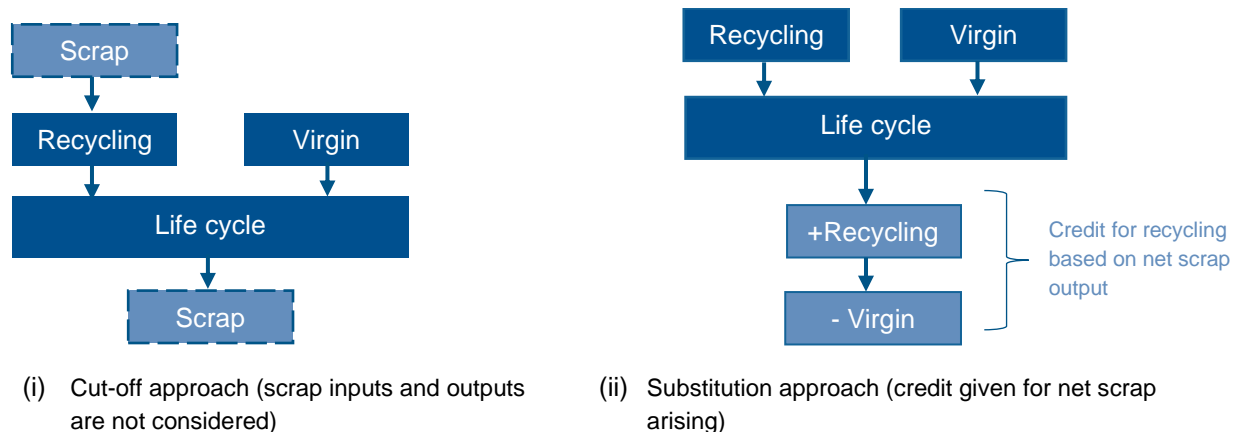 Scrap
Recycling
Virgin
Life cycle
Scrap
(i) Cut-off approach (scrap inputs and outputs
are not considered)
Recycling
Virgin
Life cycle
+Recycling
- Virgin
Credit for recycling
based on net scrap
output
(ii) Substitution approach (credit given for net scrap
arising)